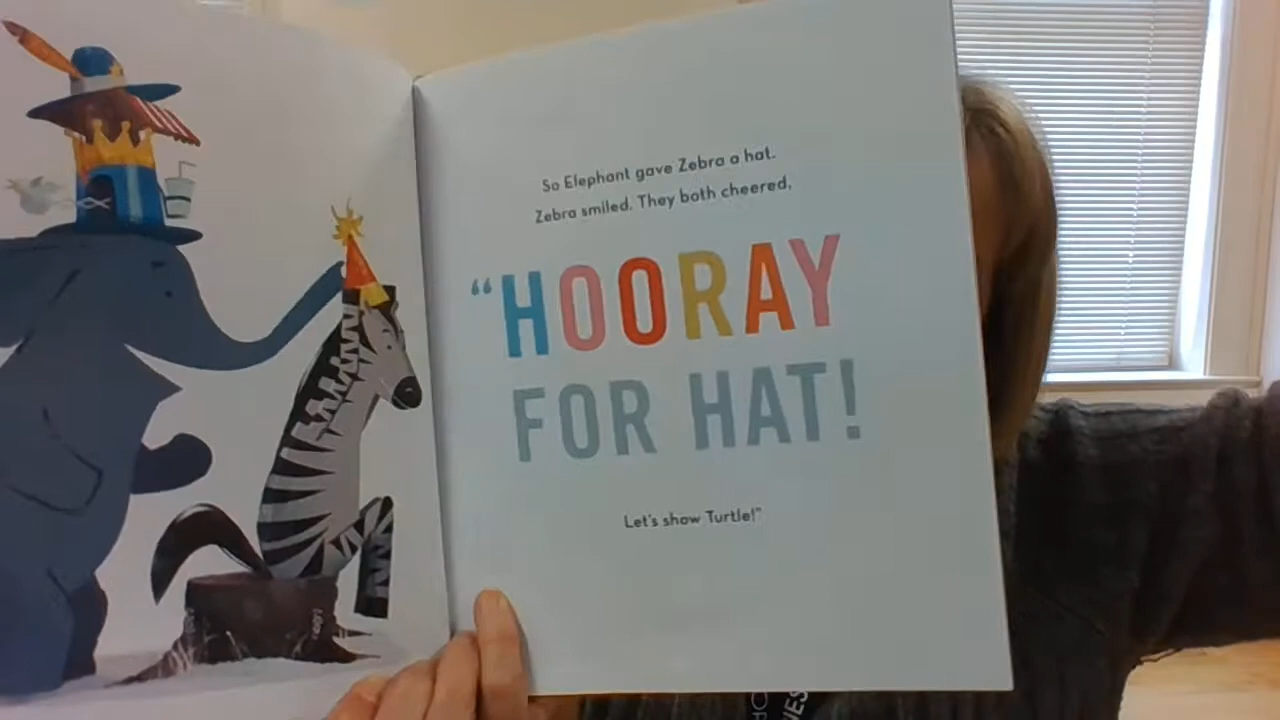 So Elephant gave Zebra a hat.
Zebra smiled. They both cheered,
“HOORAY
FOR HAT!
Let's show Turtle!”